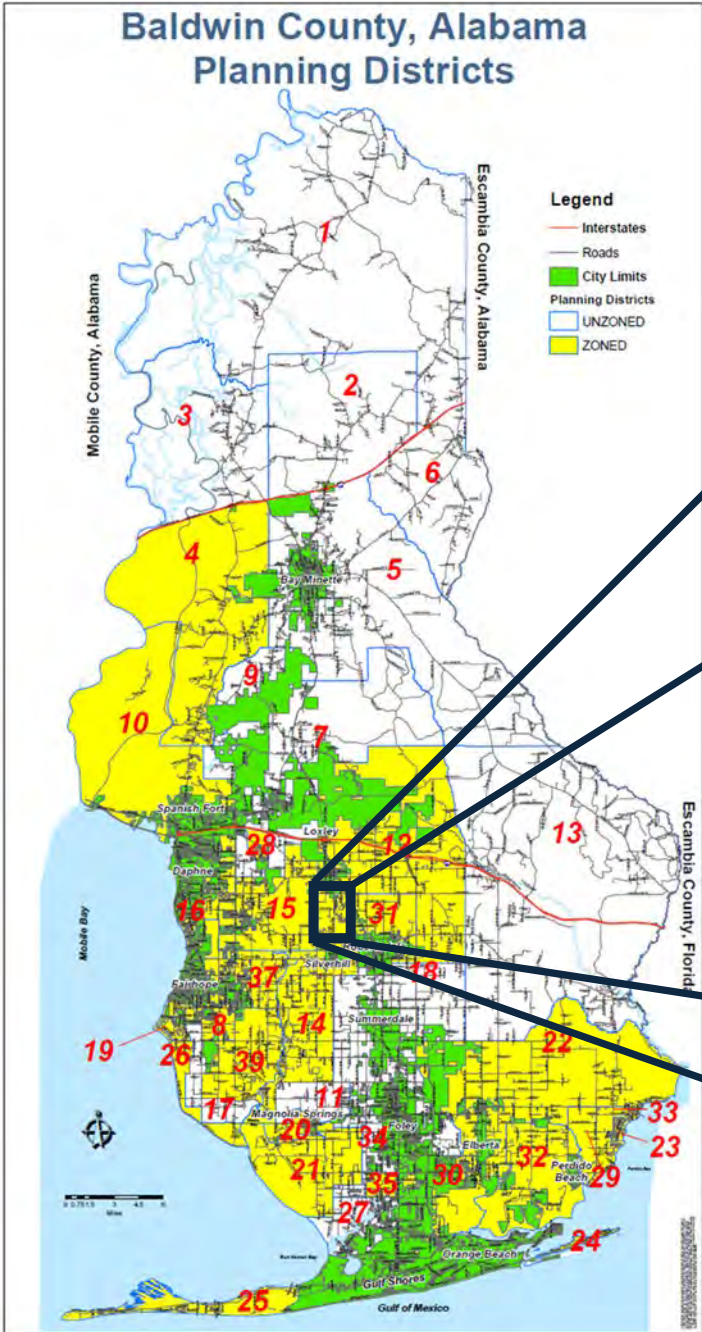 Baldwin County, Alabama
Planning Districts
Escambia County, Alabama
Legend
Interstates
Roads
City Limits
Planning Districts
UNZONED
ZONED
Mobile County, Alabama
1
2
3
6
4
5
Bay Minette
9
10
7
Spanish Fort
Loxley
28
12
13
Escambia County, Florida
Daphne
16
15
31
Mobile Bay
Silverhill
18
Fairhope
37
8
14
Summerdale
22
19
26
39
17
11
Magnolia Springs
20
34
Foley
Elberta
33
23
21
35
30
32
Perdido
Beach
29
27
24
Orange Beach
Gulf Shores
25
Gulf of Mexico
Miles